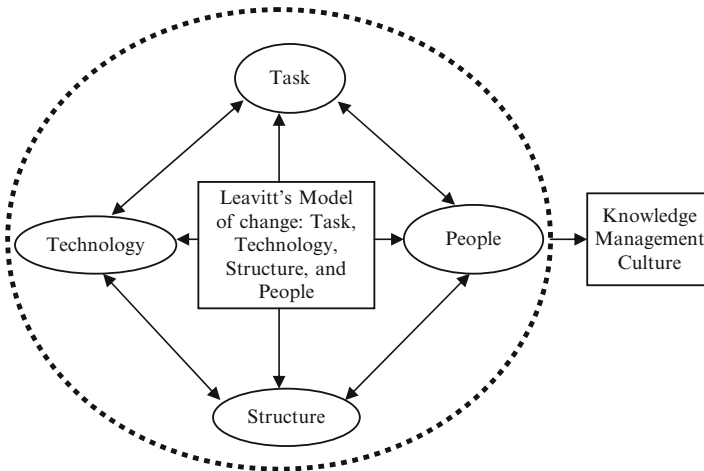 Task
Leavitt's Model
of change: Task,
Technology,
Structure, and
People
Technology
People
Knowledge
Management
Culture
Structure